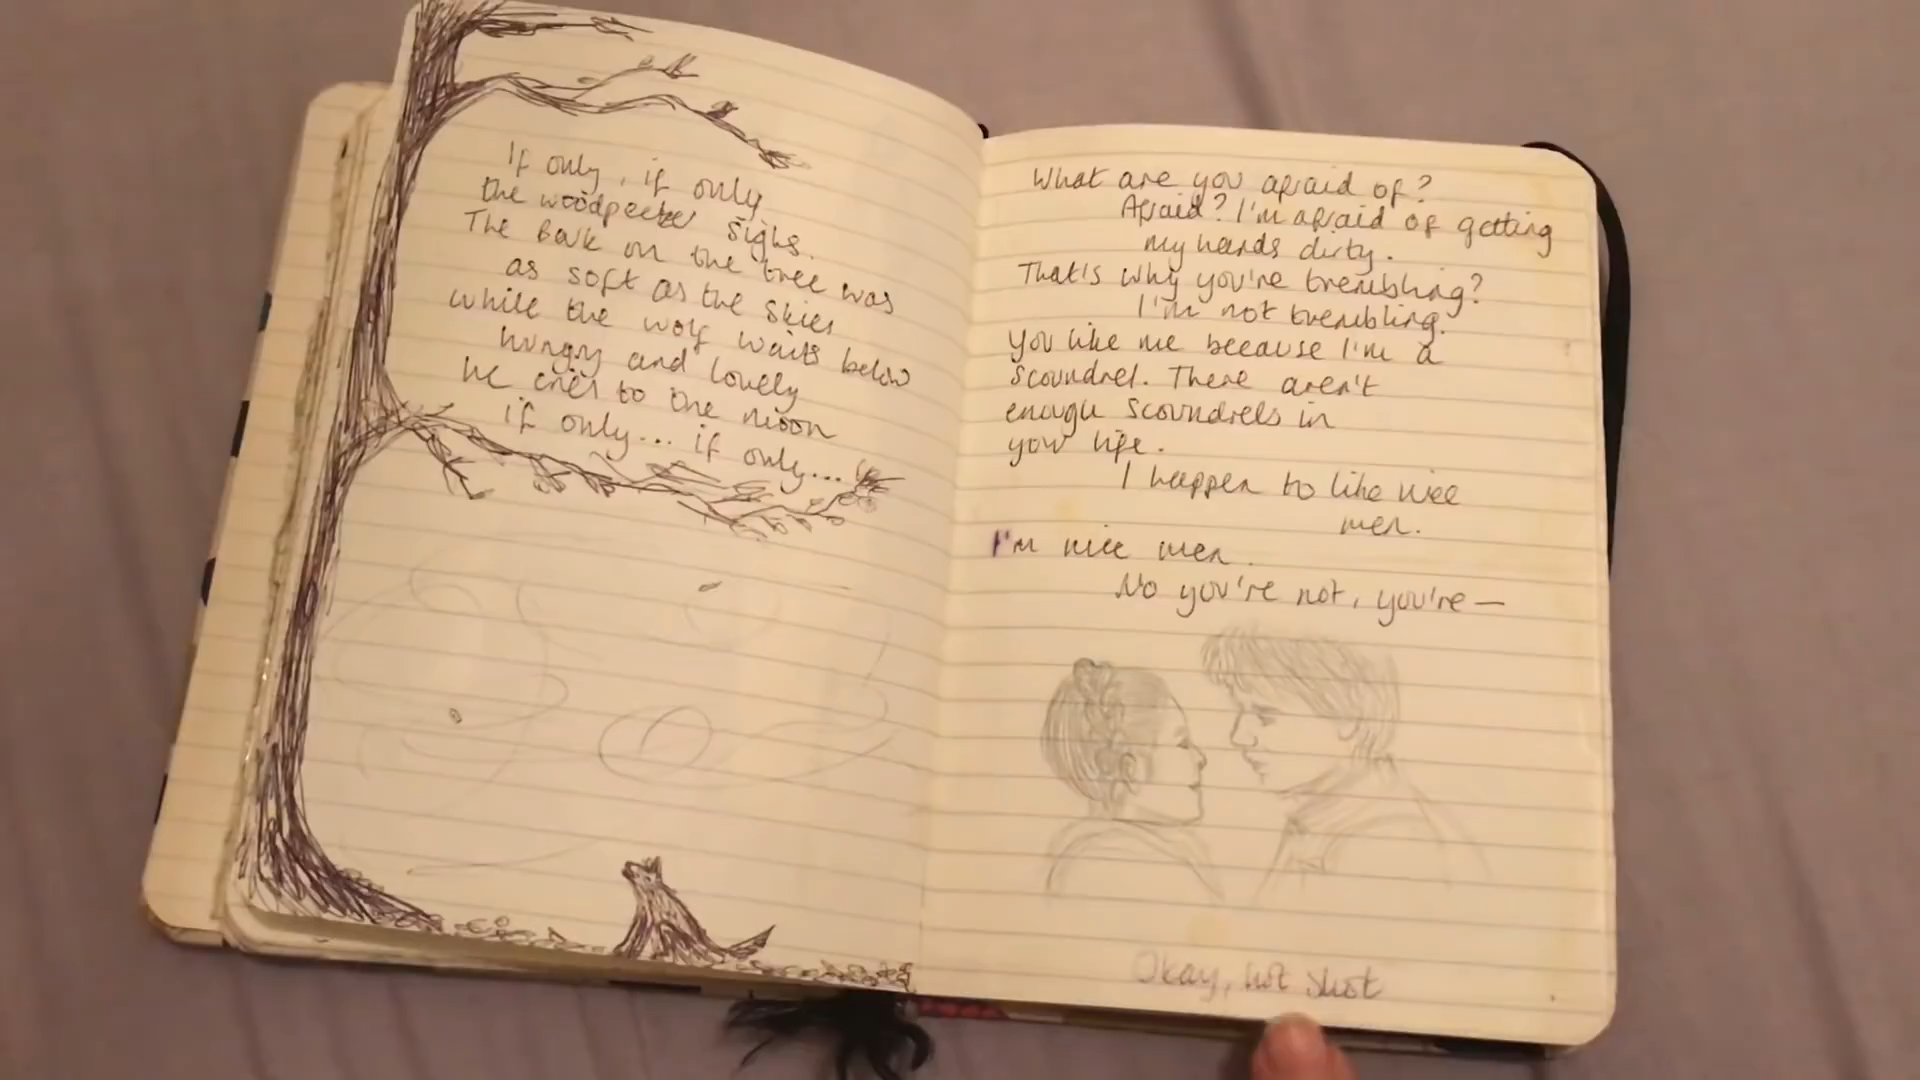 If only, if only
the woodpecker sighs.
The bark on the tree was
as soft as the skies
while the wolf waits below
hungry and lonely
he cries to the moon
if only... if only...
What are you afraid of?
Afraid? I'm afraid of getting
my hands dirty.
That's why you're trembling?
I'm not trembling.
You like me because I'm a
scoundrel. There aren't
enough scoundrels in
your life.
I happen to like nice
men.
I'm nice men.
No you're not, you're—
Okay, hot shot